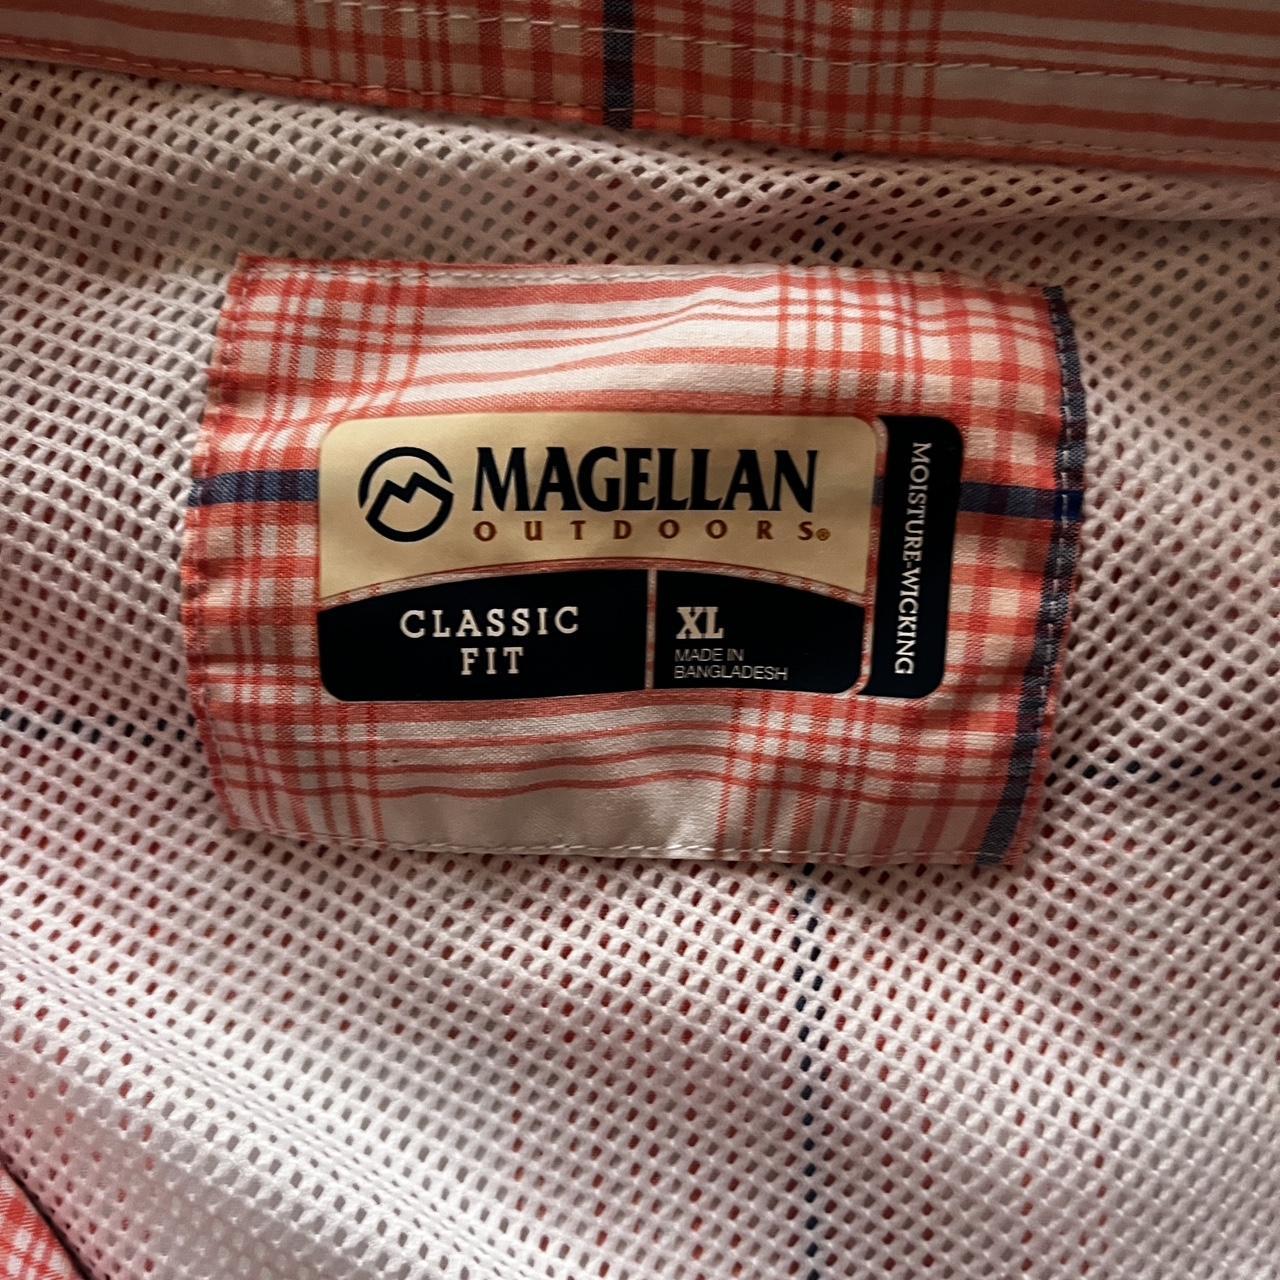 MAGELLAN
OUTDOORS®
CLASSIC
FIT
XL
MADE IN
BANGLADESH
MOISTURE-WICKING